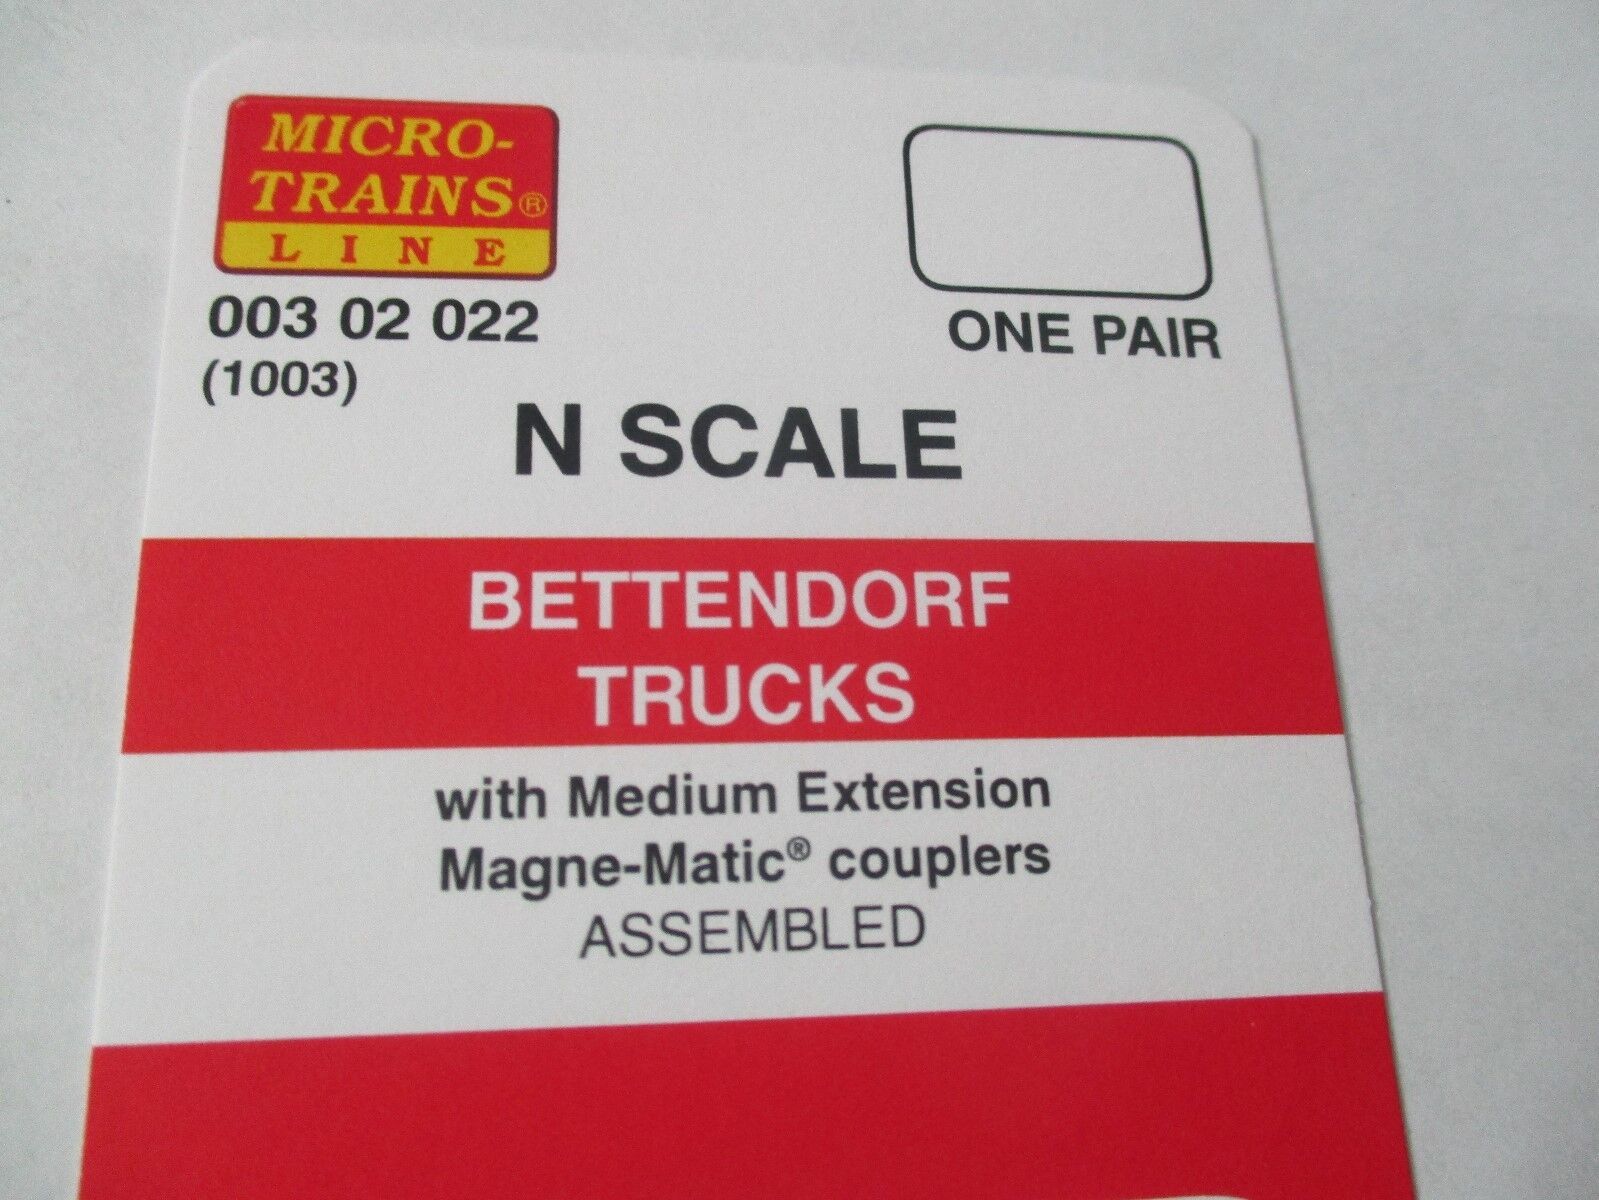 MICRO-
TRAINS®
LINE
003 02 022
(1003)
ONE PAIR
N SCALE
BETTENDORF
TRUCKS
with Medium Extension
Magne-Matic® couplers
ASSEMBLED